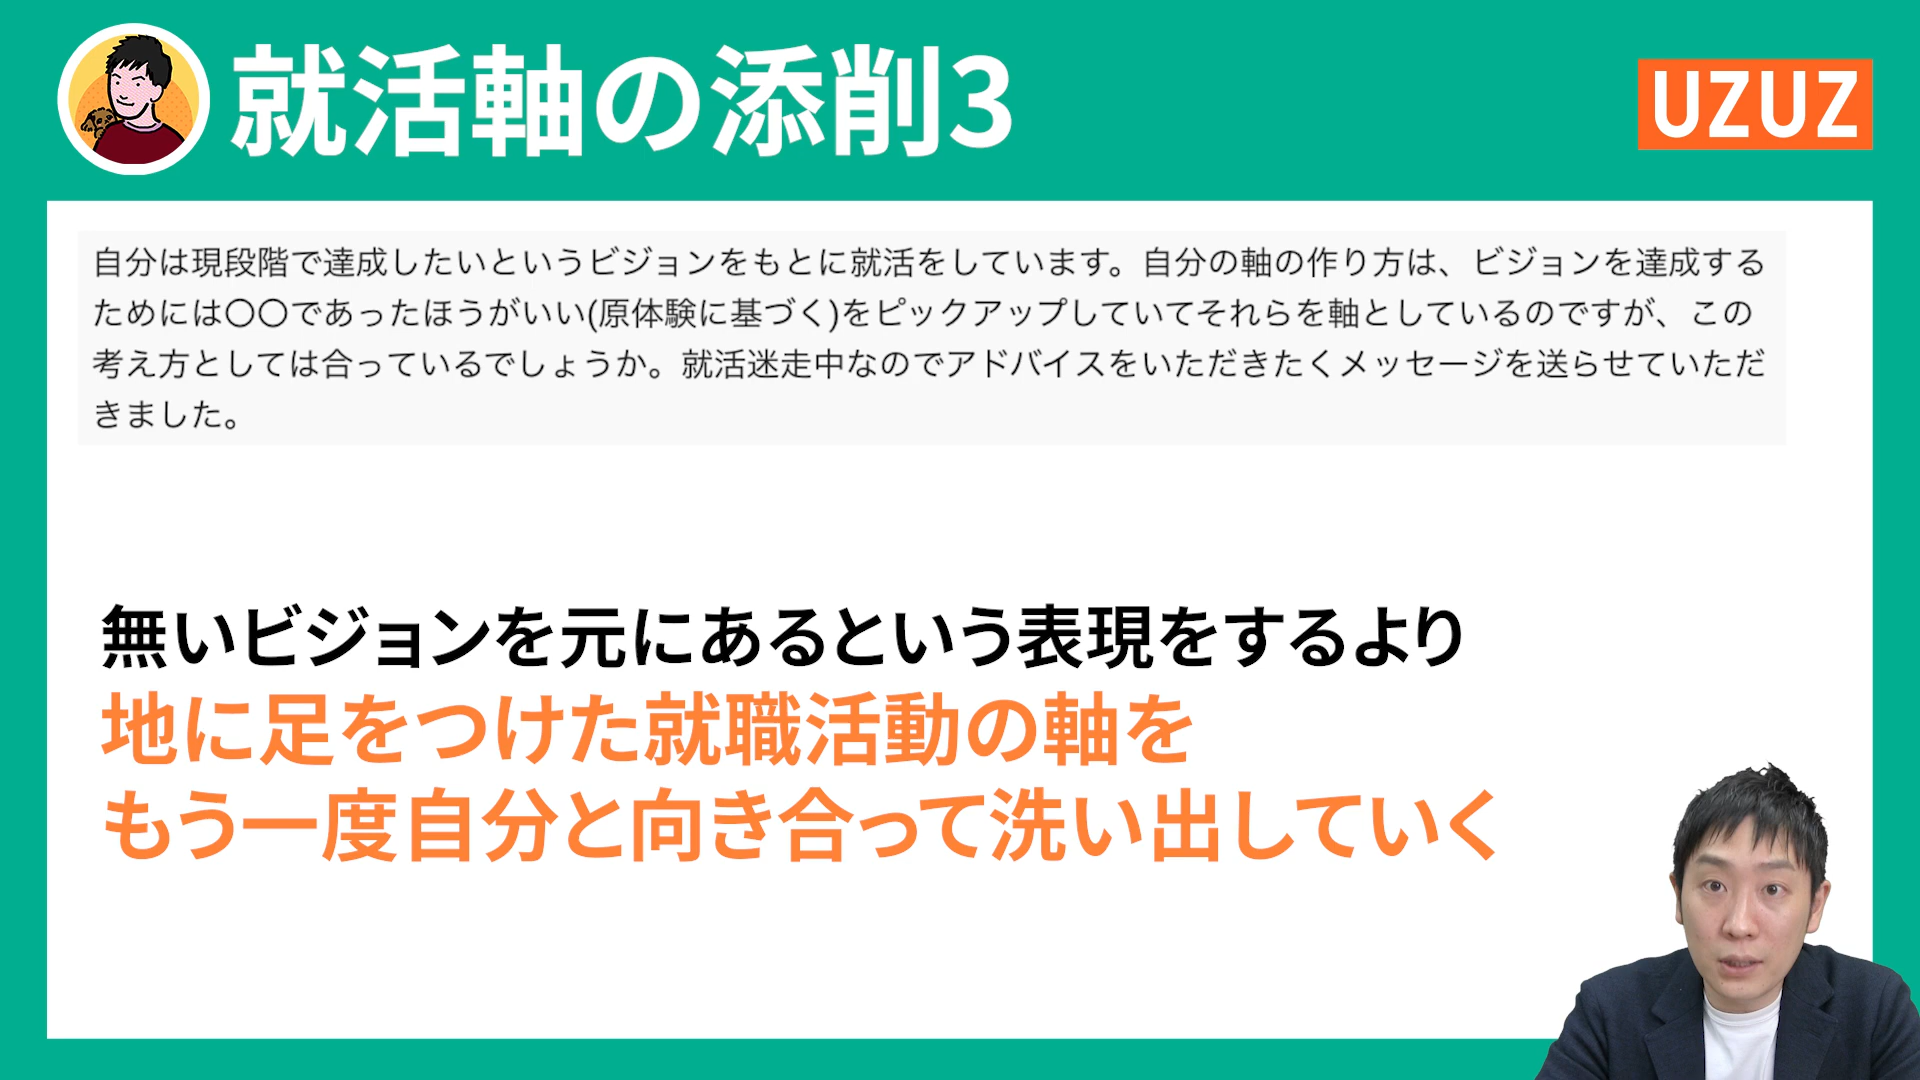 就活軸の添削3
UZUZ
自分は現段階で達成したいというビジョンをもとに就活をしています。自分の軸の作り方は、ビジョンを達成する
ためには〇〇であったほうがいい(原体験に基づく)をピックアップしていてそれらを軸としているのですが、この
考え方としては合っているでしょうか。就活迷走中なのでアドバイスをいただきたくメッセージを送らせていただ
きました。
無いビジョンを元にあるという表現をするより
地に足をつけた就職活動の軸を
もう一度自分と向き合って洗い出していく